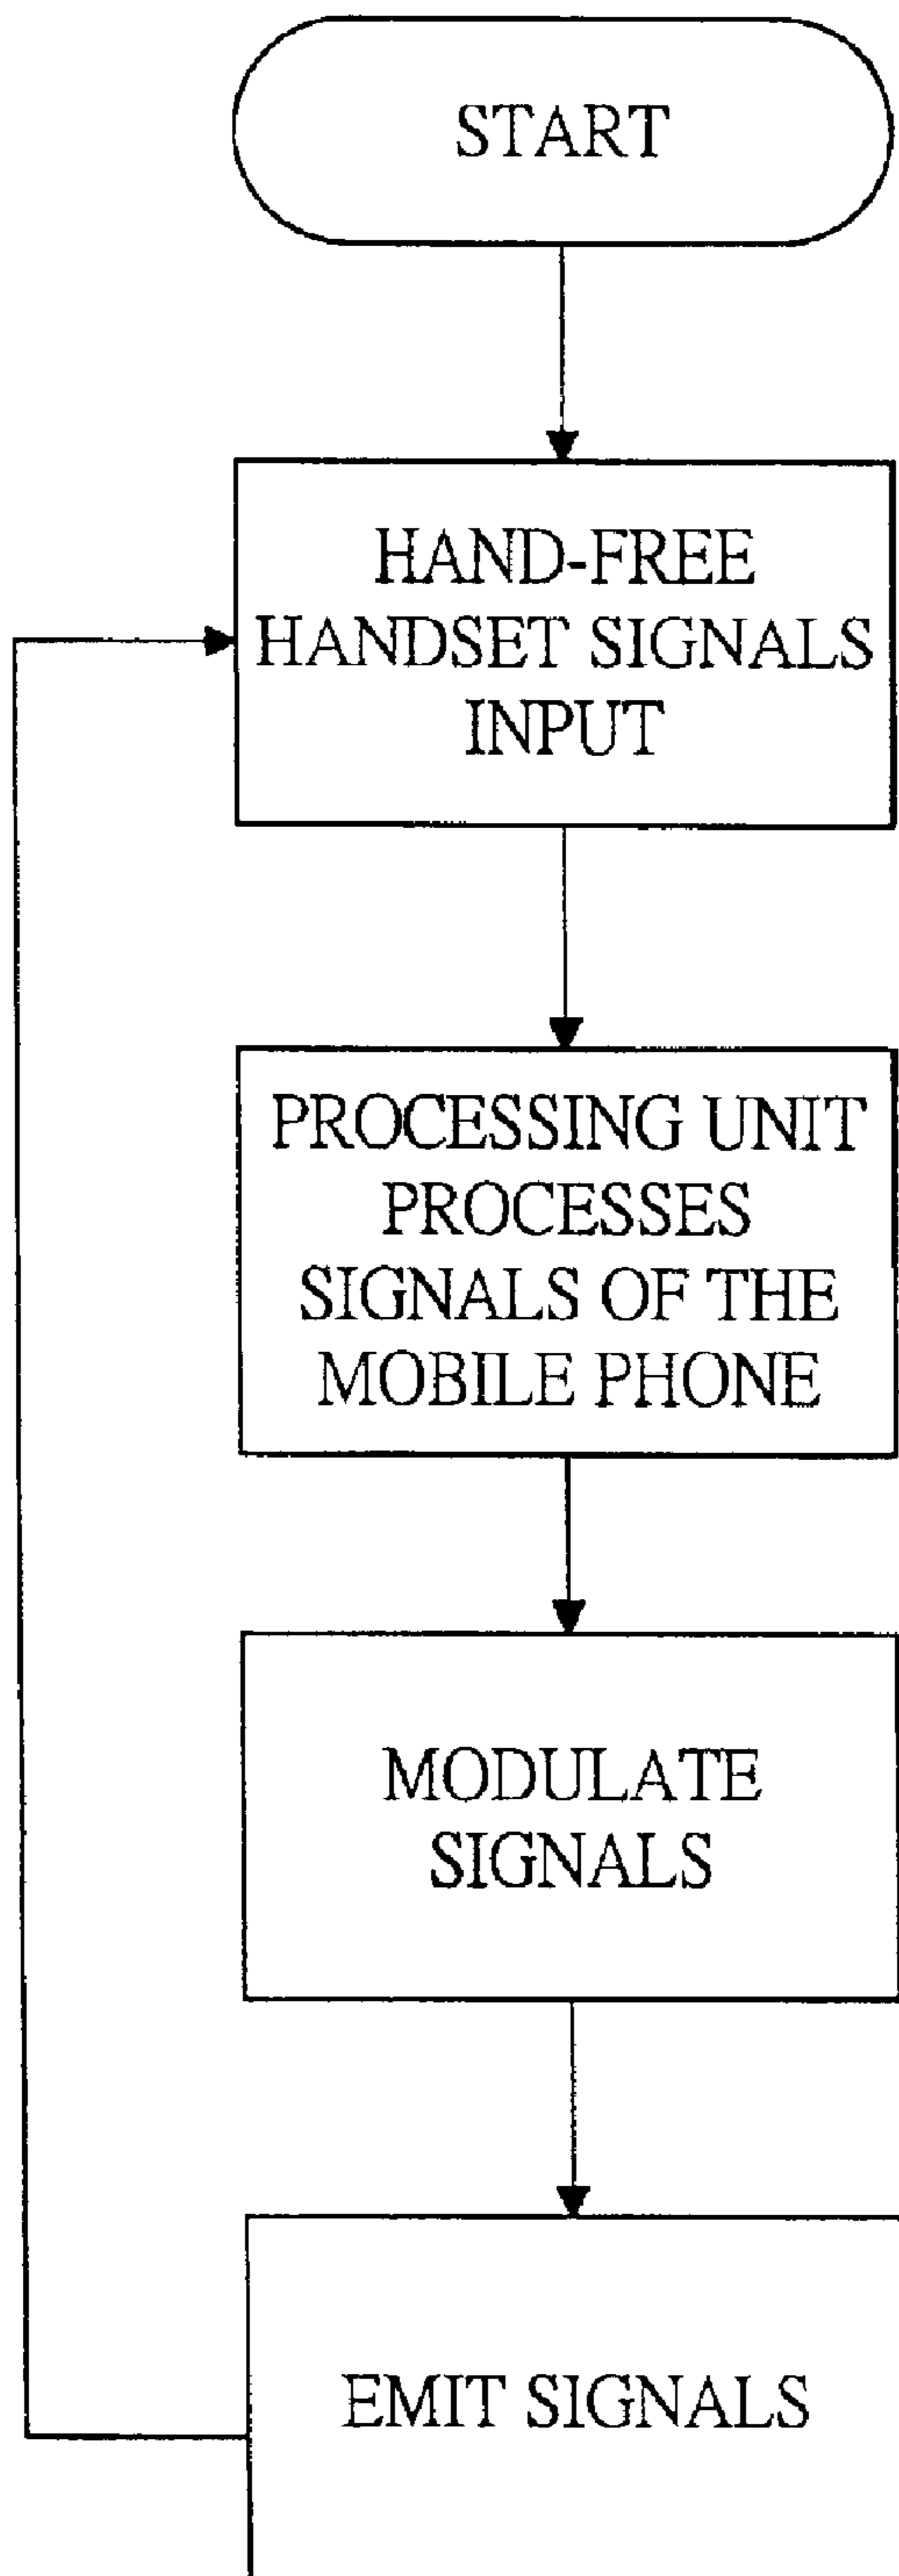 START
HAND-FREE
HANDSET SIGNALS
INPUT
PROCESSING UNIT
PROCESSES
SIGNALS OF THE
MOBILE PHONE
MODULATE
SIGNALS
EMIT SIGNALS